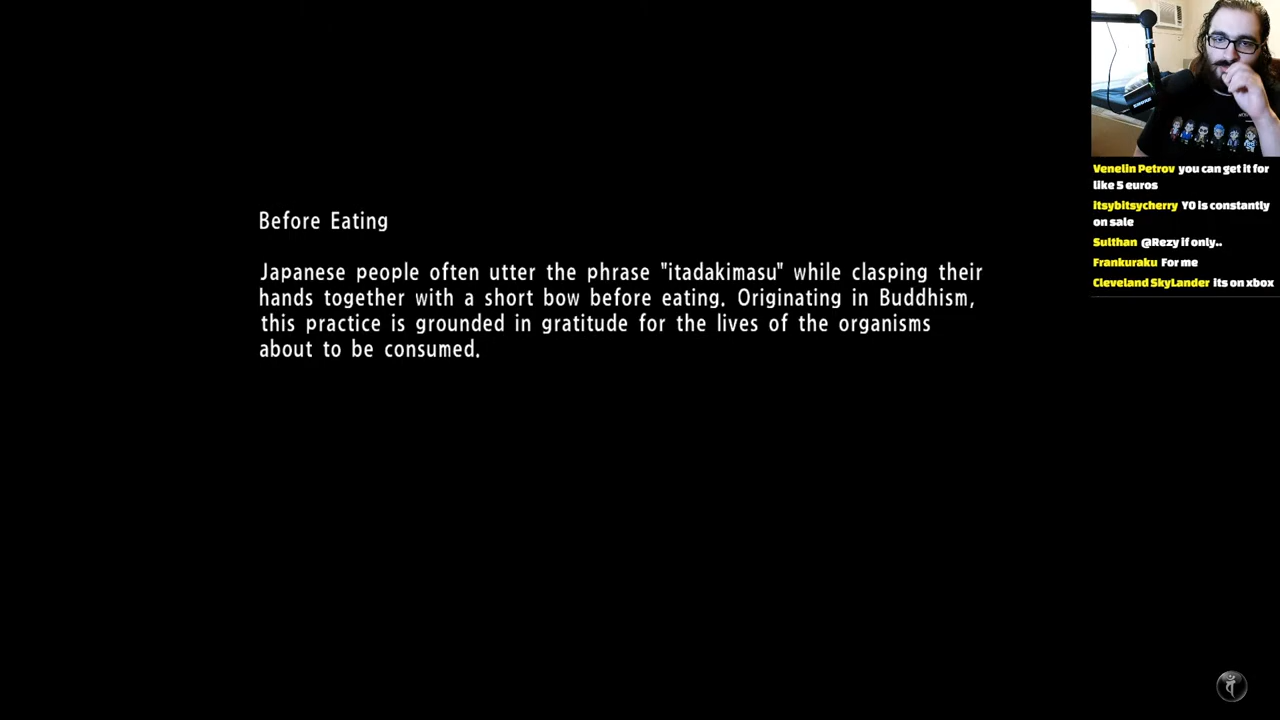 Before Eating
Japanese people often utter the phrase "itadakimasu" while clasping their
hands together with a short bow before eating. Originating in Buddhism,
this practice is grounded in gratitude for the lives of the organisms
about to be consumed.
SHURE
Venelin Petrov you can get it for
like 5 euros
itsybitsycherry Y0 is constantly
on sale
Sulthan @Rezy if only..
Frankuraku For me
Cleveland SkyLander its on xbox